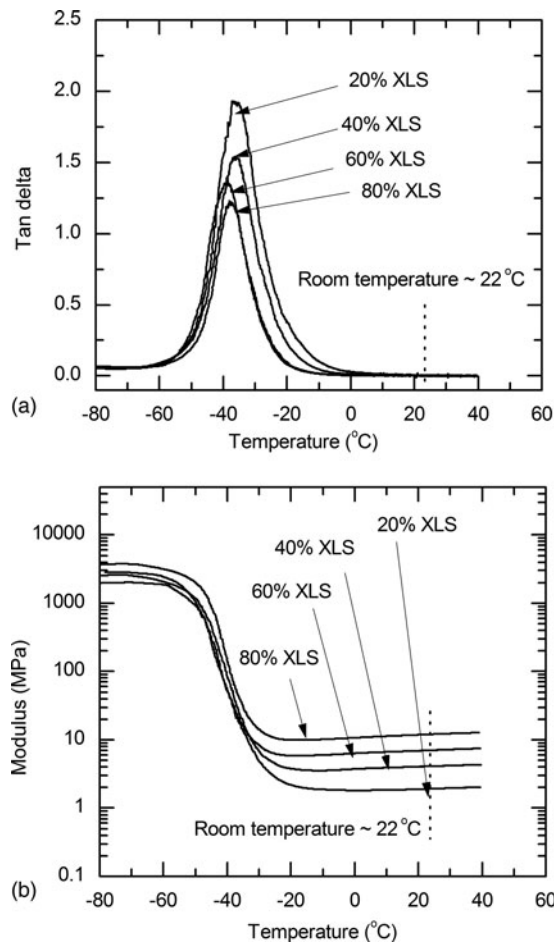 2.5
2.0
1.5
1.0
0.5
0.0
Tan delta
20% XLS
40% XLS
60% XLS
80% XLS
Room temperature ~ 22 °C
-80 -60 -40 -20 0 20 40 60
Temperature (°C)
(a)
10000
1000
100
10
1
0.1
Modulus (MPa)
20% XLS
40% XLS
60% XLS
80% XLS
Room temperature ~ 22 °C
-80 -60 -40 -20 0 20 40 60
Temperature (°C)
(b)